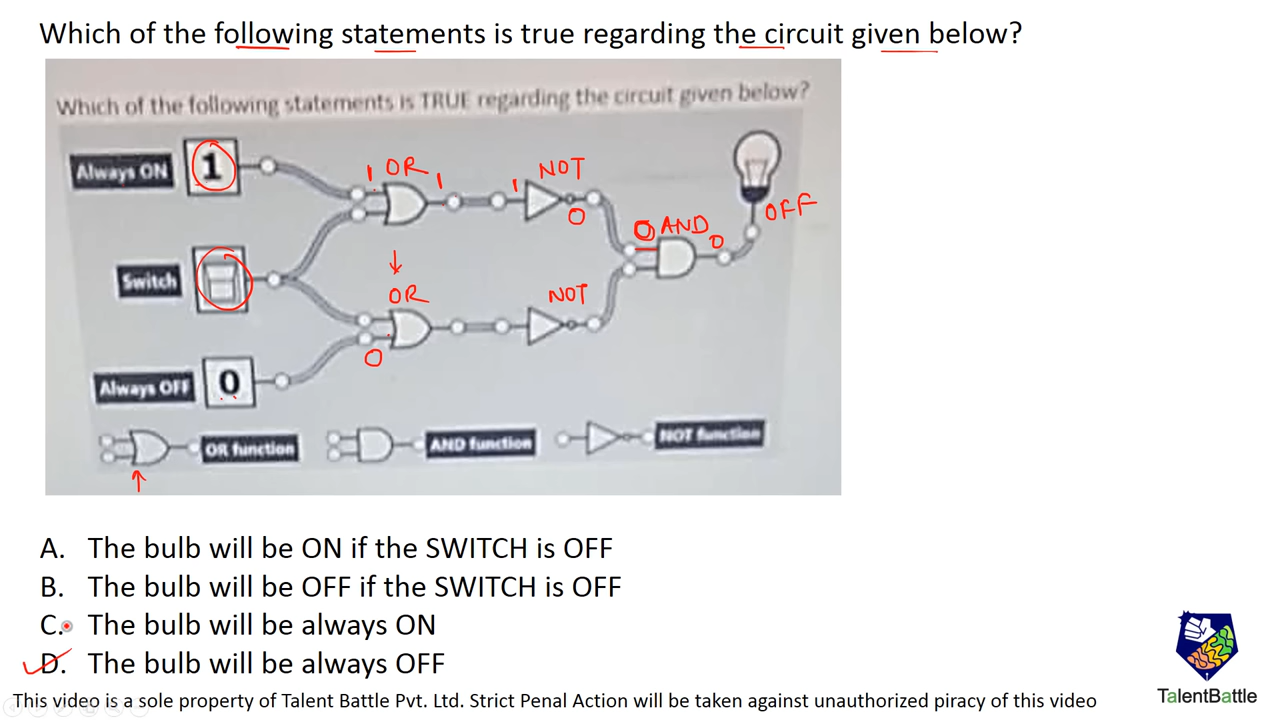 Which of the following statements is true regarding the circuit given below?
Which of the following statements is TRUE regarding the circuit given below?
Always ON 1
1 OR 1
1 NOT
0
0 AND 0
OFF
Switch
OR
NOT
0
Always OFF 0
OR function
AND function
NOT function
A. The bulb will be ON if the SWITCH is OFF
B. The bulb will be OFF if the SWITCH is OFF
C. The bulb will be always ON
D. The bulb will be always OFF
TalentBattle
This video is a sole property of Talent Battle Pvt. Ltd. Strict Penal Action will be taken against unauthorized piracy of this video